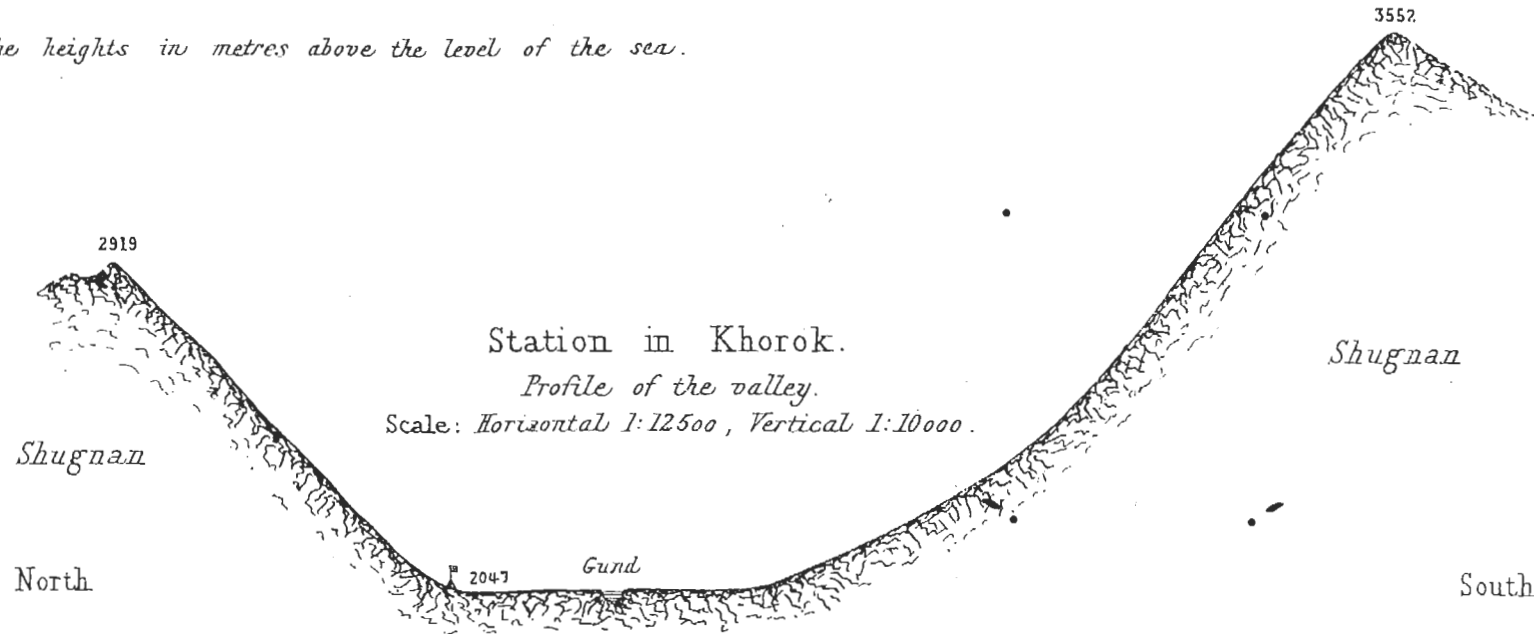 3552
he heights in metres above the level of the sea.
2919
Station in Khorok.
Profile of the valley.
Scale: Horizontal 1:12500, Vertical 1:10000.
Shugnan
Shugnan
2047
Gund
North
South